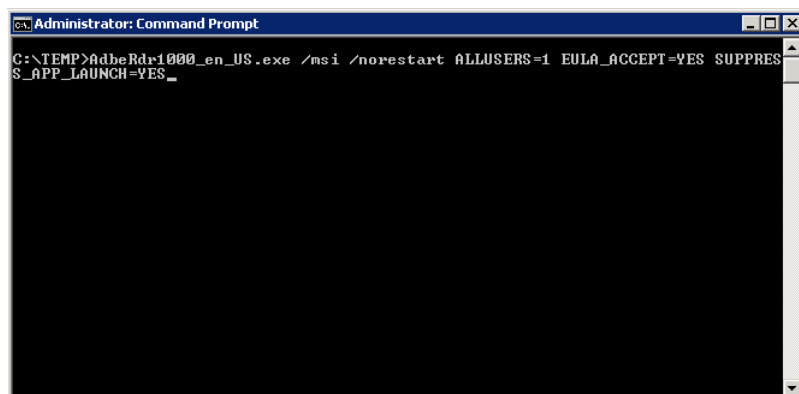 Administrator: Command Prompt
C:\TEMP>AdbeRdr1000_en_US.exe /msi /norestart ALLUSERS=1 EULA_ACCEPT=YES SUPPRES
S_APP_LAUNCH=YES_